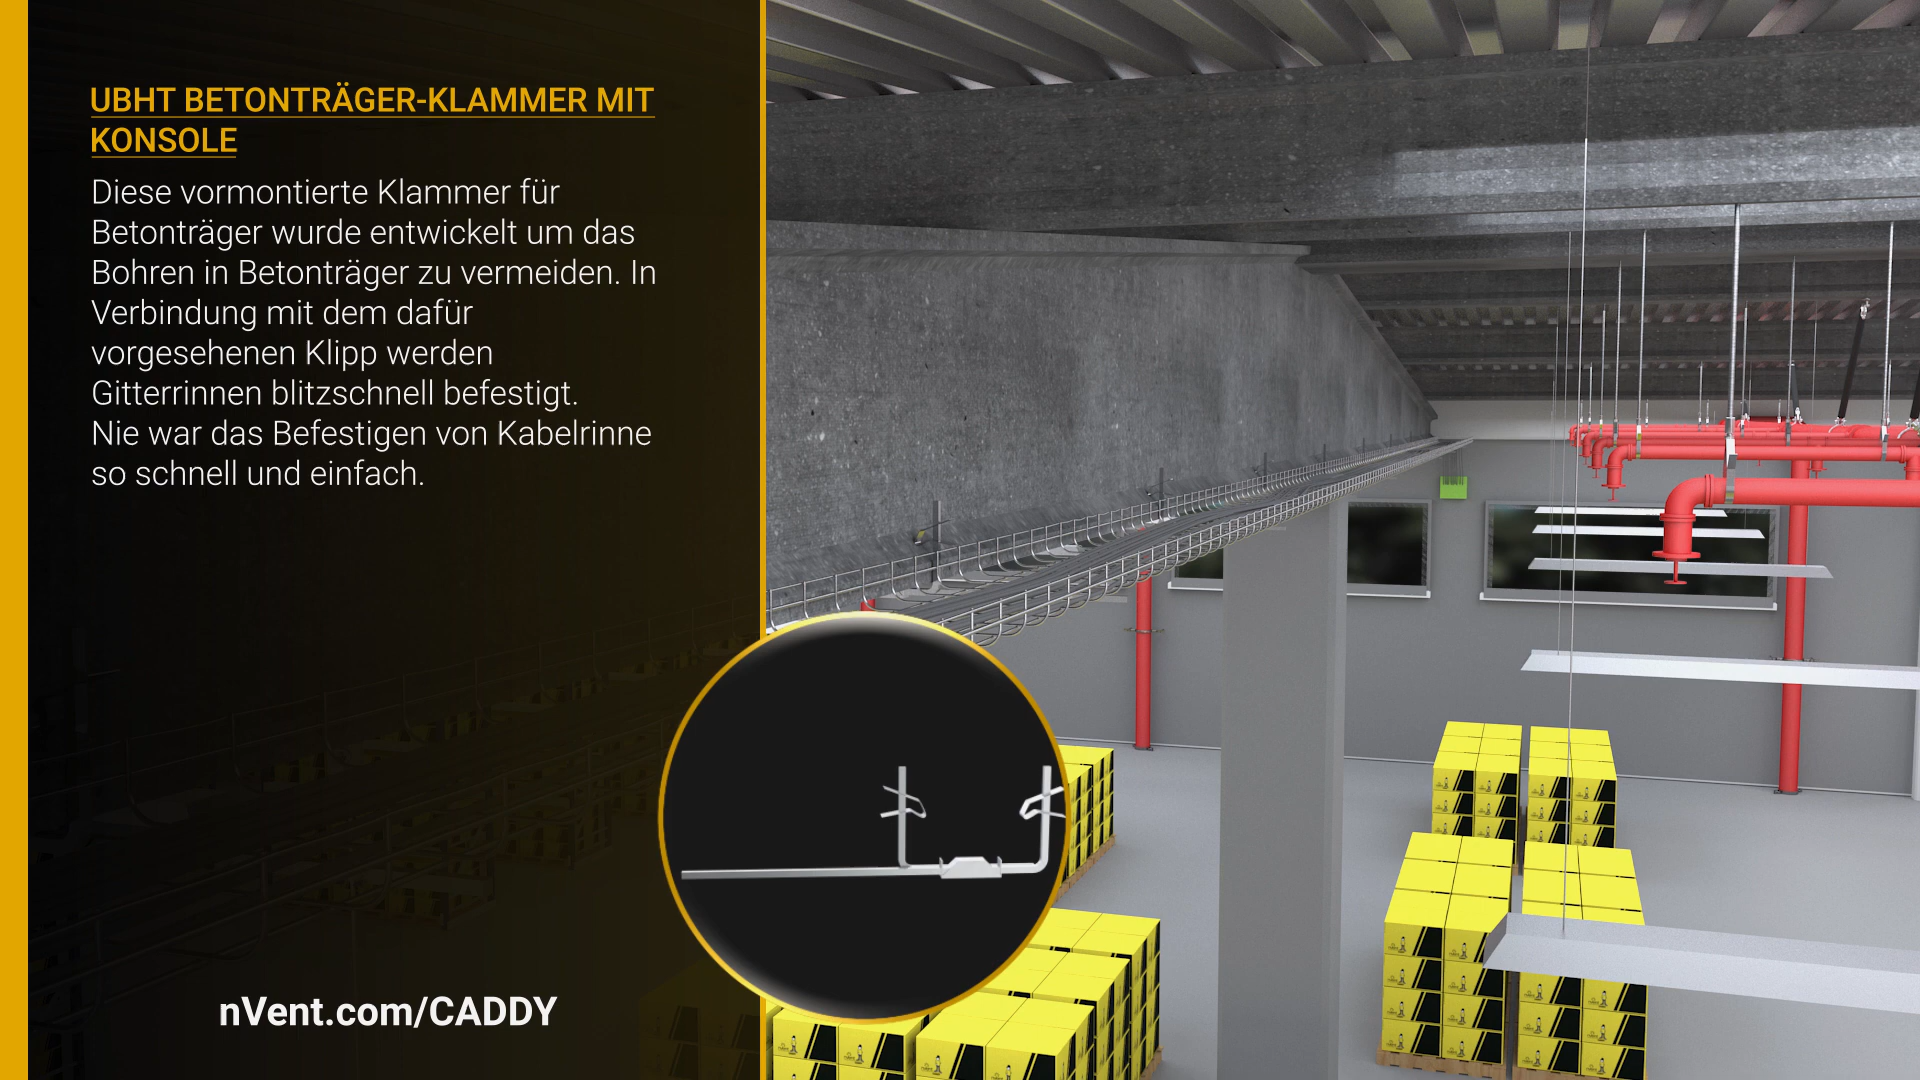 UBHT BETONTRÄGER-KLAMMER MIT
KONSOLE
Diese vormontierte Klammer für
Betonträger wurde entwickelt um das
Bohren in Betonträger zu vermeiden. In
Verbindung mit dem dafür
vorgesehenen Klipp werden
Gitterrinnen blitzschnell befestigt.
Nie war das Befestigen von Kabelrinne
so schnell und einfach.
nVent.com/CADDY